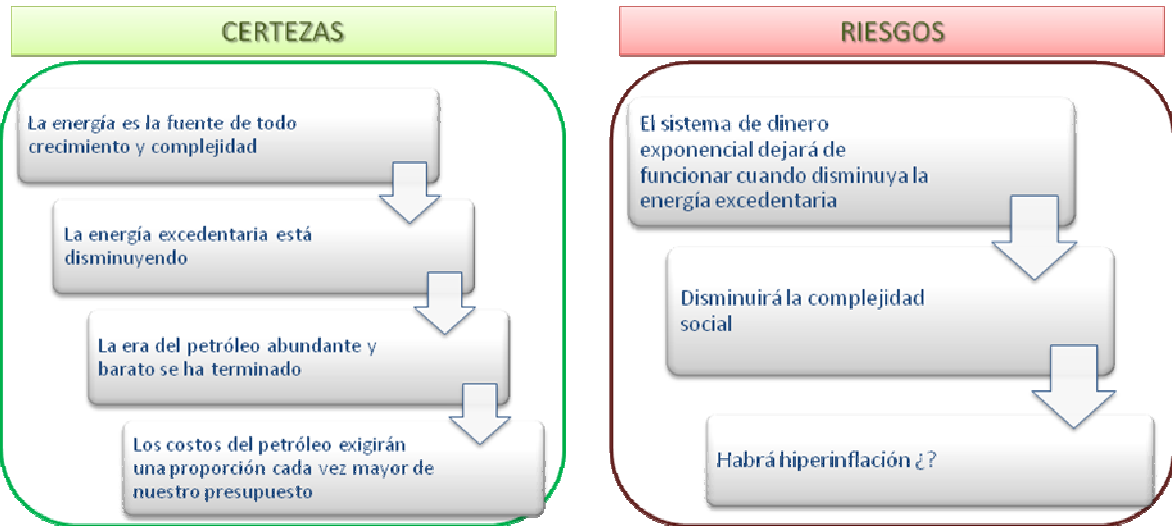 CERTEZAS
La energía es la fuente de todo
crecimiento y complejidad
La energía excedentaria está
disminuyendo
La era del petróleo abundante y
barato se ha terminado
Los costos del petróleo exigirán
una proporción cada vez mayor de
nuestro presupuesto
RIESGOS
El sistema de dinero
exponencial dejará de
funcionar cuando disminuya la
energía excedentaria
Disminuirá la complejidad
social
Habrá hiperinflación ¿?